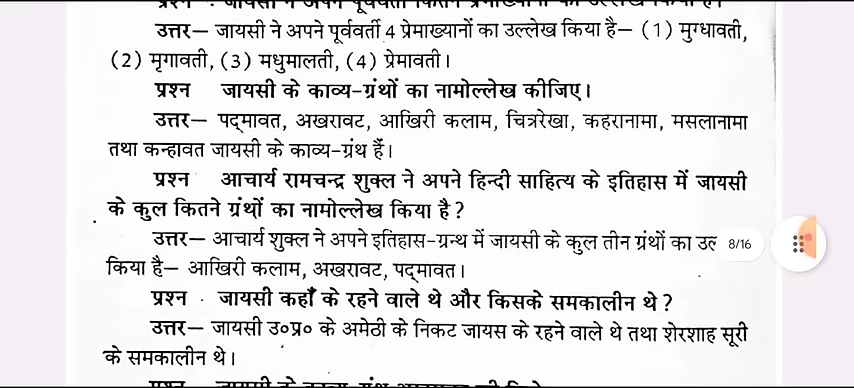 उत्तर— जायसी ने अपने पूर्ववर्ती 4 प्रेमाख्यानों का उल्लेख किया है— (1) मुग्धावती,
(2) मृगावती, (3) मधुमालती, (4) प्रेमावती।
प्रश्न जायसी के काव्य-ग्रंथों का नामोल्लेख कीजिए।
उत्तर— पद्मावत, अखरावट, आखिरी कलाम, चित्ररेखा, कहरानामा, मसलानामा
तथा कन्हावत जायसी के काव्य-ग्रंथ हैं।
प्रश्न आचार्य रामचन्द्र शुक्ल ने अपने हिन्दी साहित्य के इतिहास में जायसी
के कुल कितने ग्रंथों का नामोल्लेख किया है?
उत्तर— आचार्य शुक्ल ने अपने इतिहास-ग्रन्थ में जायसी के कुल तीन ग्रंथों का 8/16
किया है— आखिरी कलाम, अखरावट, पद्मावत।
प्रश्न जायसी कहाँ के रहने वाले थे और किसके समकालीन थे?
उत्तर— जायसी उ०प्र० के अमेठी के निकट जायस के रहने वाले थे तथा शेरशाह सूरी
के समकालीन थे।